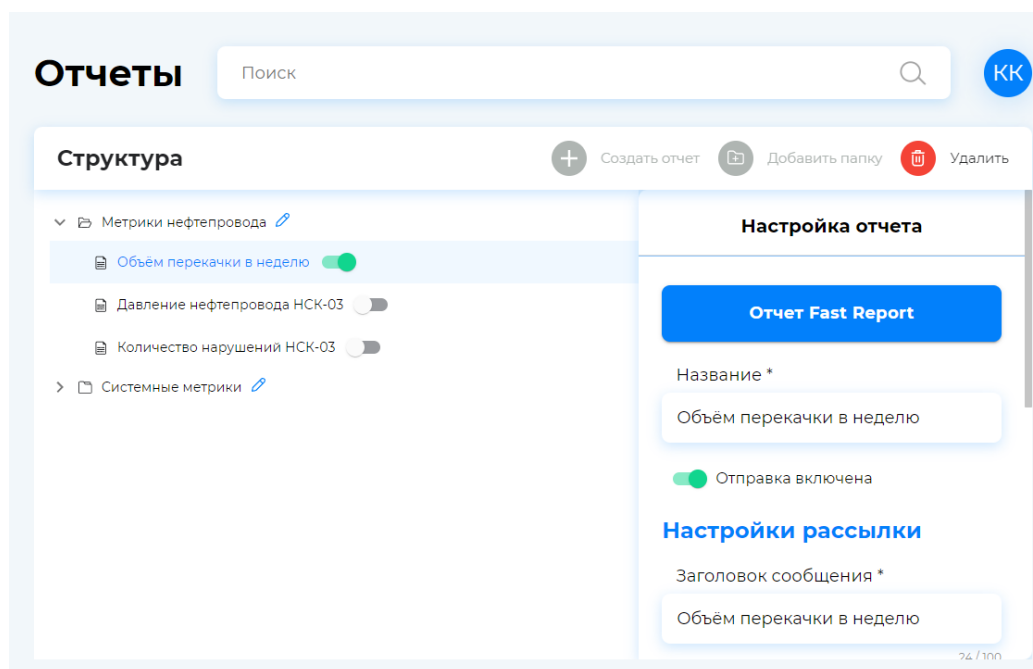 Отчеты
Поиск
КК
Структура
Создать отчет
Добавить папку
Удалить
Метрики нефтепровода
Объём перекачки в неделю
Давление нефтепровода НСК-03
Количество нарушений НСК-03
Системные метрики
Настройка отчета
Отчет Fast Report
Название *
Объём перекачки в неделю
Отправка включена
Настройки рассылки
Заголовок сообщения *
Объём перекачки в неделю
24 / 100